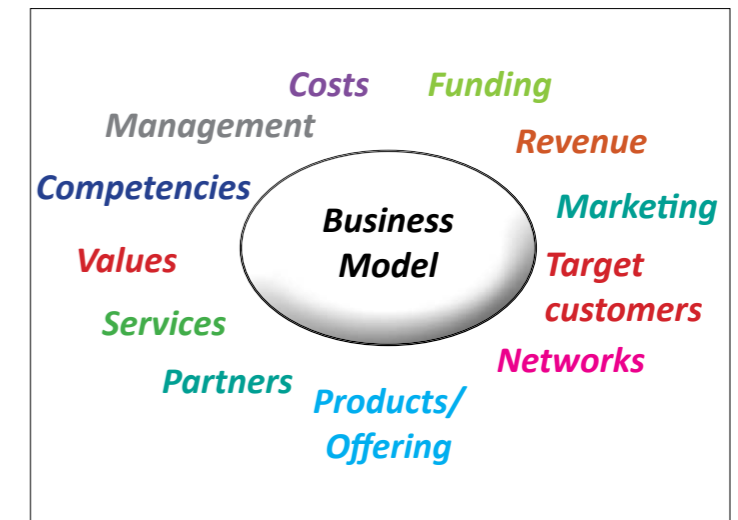 Costs
Funding
Management
Revenue
Competencies
Marketing
Business
Model
Values
Target
customers
Services
Networks
Partners
Products/
Offering